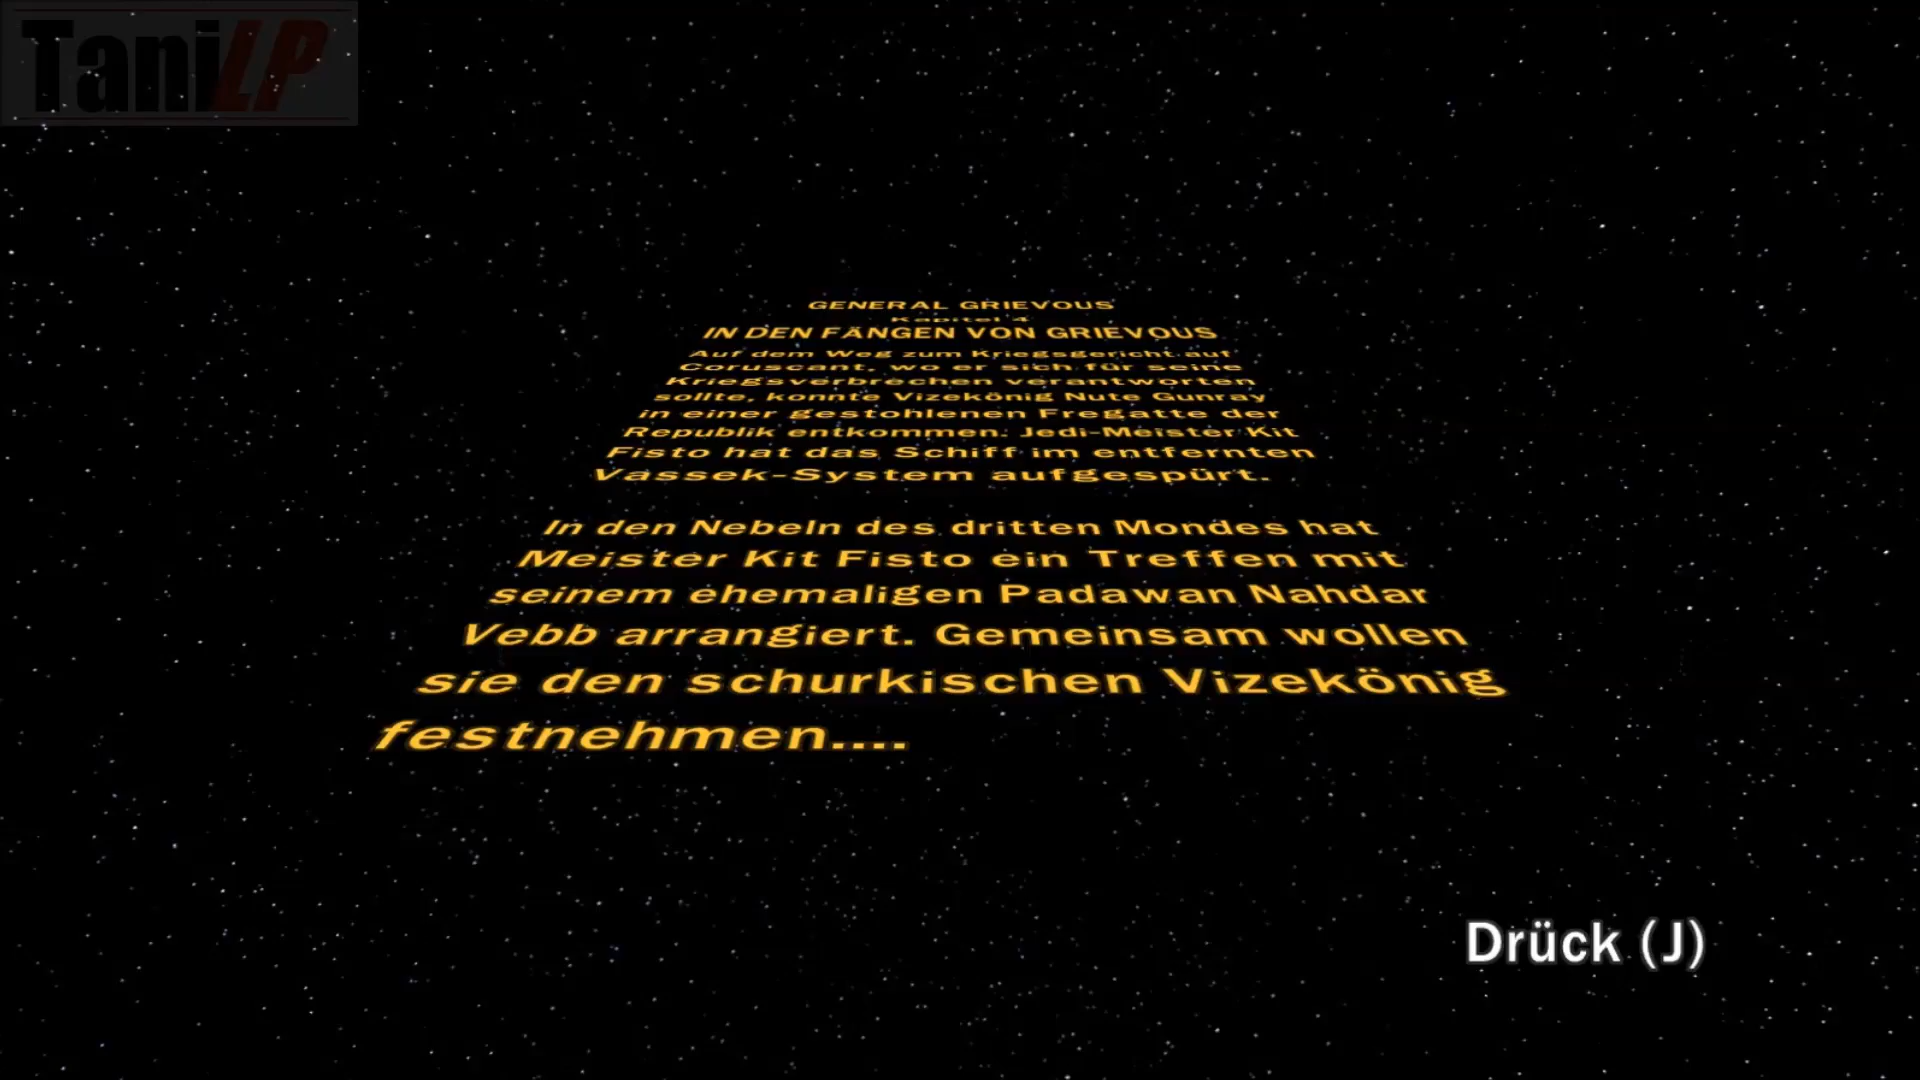 TaniLP
GENERAL GRIEVOUS
Kapitel 4
IN DEN FÄNGEN VON GRIEVOUS
Auf dem Weg zum Kriegsgericht auf
Coruscant, wo er sich für seine
Kriegsverbrechen verantworten
sollte, konnte Vizekönig Nute Gunray
in einer gestohlenen Fregatte der
Republik entkommen. Jedi-Meister Kit
Fisto hat das Schiff im entfernten
Vassek-System aufgespürt.
In den Nebeln des dritten Mondes hat
Meister Kit Fisto ein Treffen mit
seinem ehemaligen Padawan Nahdar
Vebb arrangiert. Gemeinsam wollen
sie den schurkischen Vizekönig
festnehmen....
Drück (J)